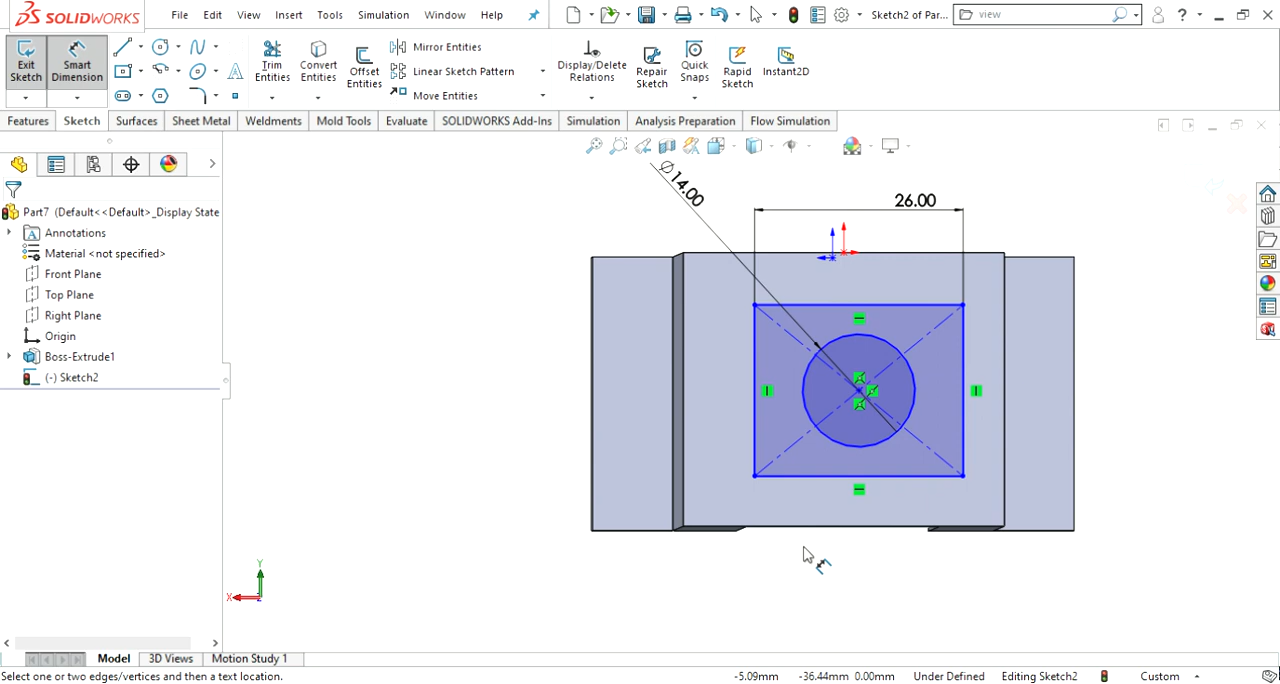 SOLIDWORKS File Edit View Insert Tools Simulation Window Help Sketch2 of Par... view ?
Exit Sketch Smart Dimension Trim Entities Convert Entities Offset Entities Mirror Entities Linear Sketch Pattern Move Entities Display/Delete Relations Repair Sketch Quick Snaps Rapid Sketch Instant2D
Features Sketch Surfaces Sheet Metal Weldments Mold Tools Evaluate SOLIDWORKS Add-Ins Simulation Analysis Preparation Flow Simulation
Part7 (Default<<Default>_Display State
Annotations
Material <not specified>
Front Plane
Top Plane
Right Plane
Origin
Boss-Extrude1
(-) Sketch2
∅14.00
26.00
Y
X
Z
Model 3D Views Motion Study 1
Select one or two edges/vertices and then a text location. -5.09mm -36.44mm 0.00mm Under Defined Editing Sketch2 Custom